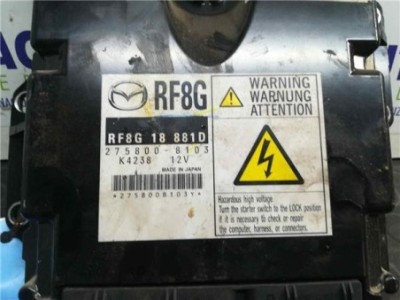 RF8G
RF8G 18 881D
275800-8103
K4238 12V
MADE IN JAPAN
*2758008103Y*
WARNING
WARNUNG
ATTENTION
Hazardous high voltage.
Turn the starter switch to the LOCK position
if it is necessary to check or repair
the computer, harness, or connectors.